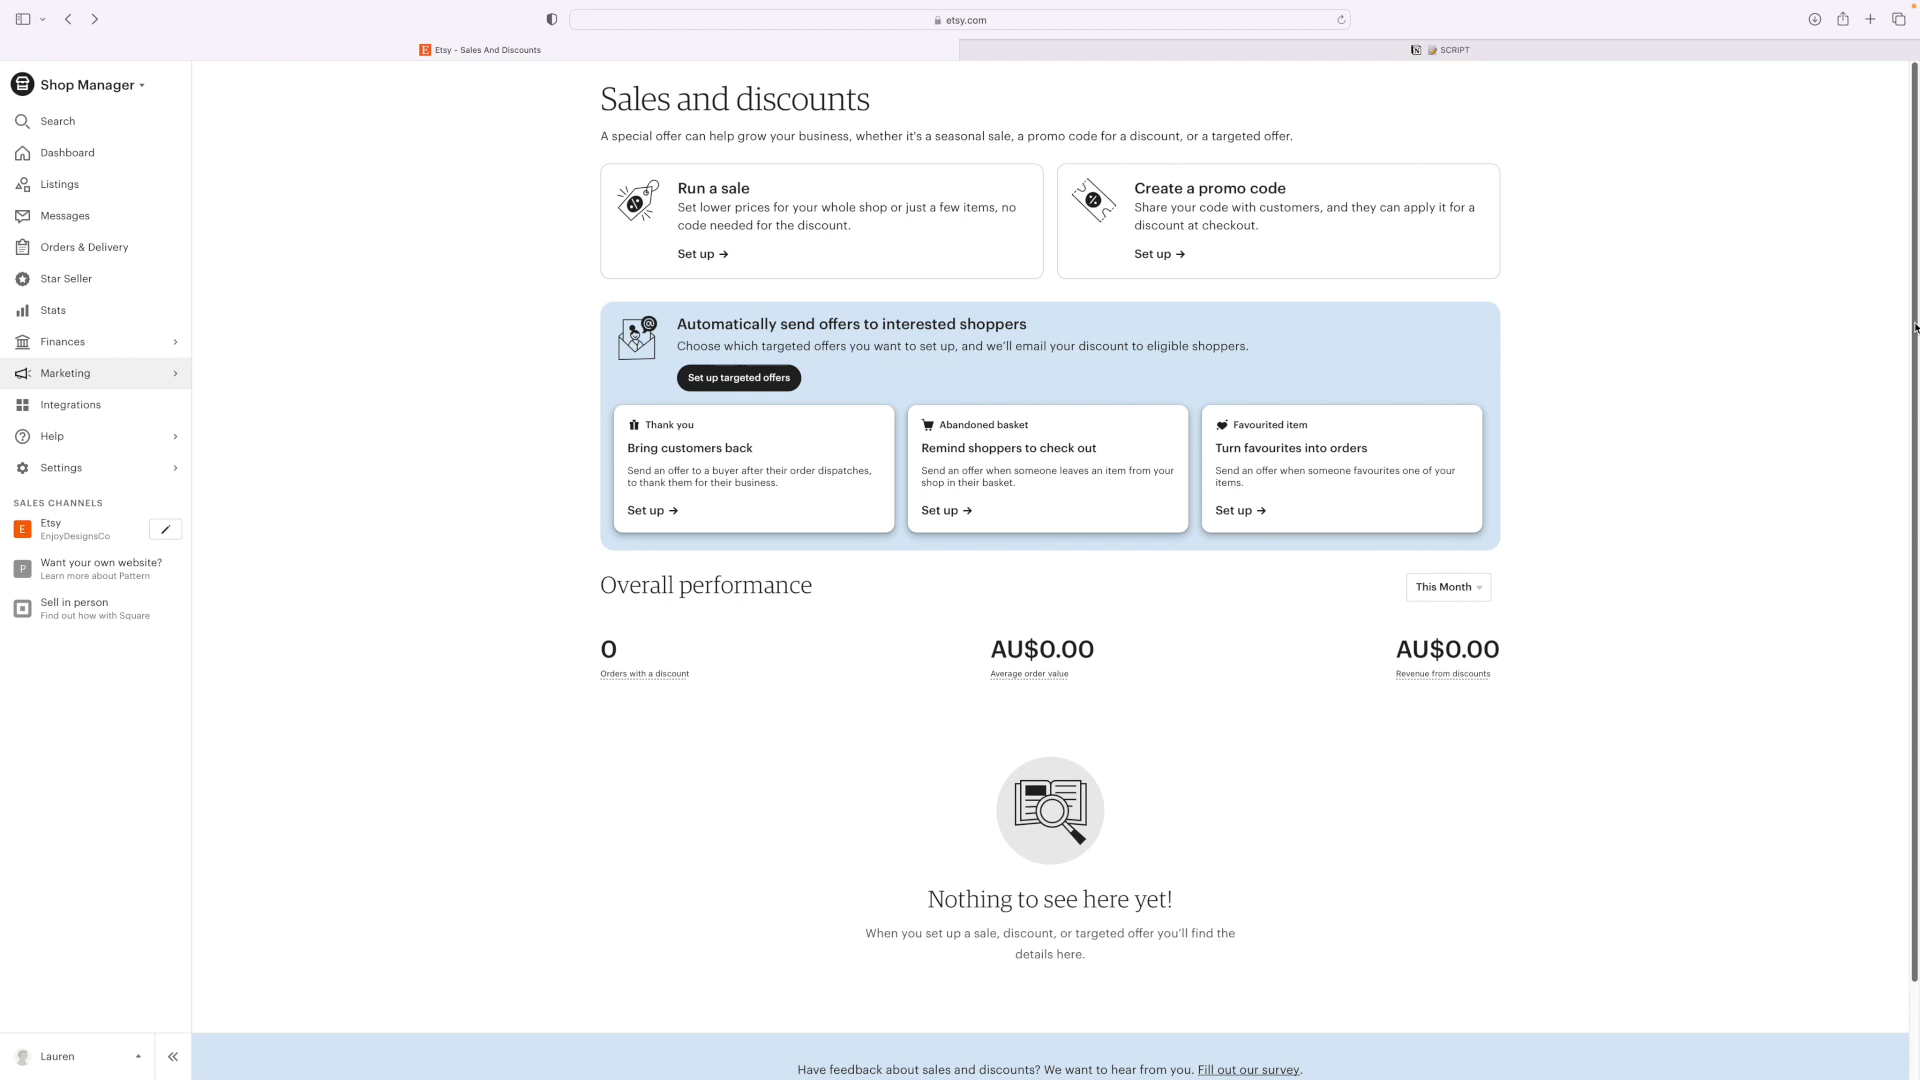 etsy.com
Etsy - Sales And Discounts
SCRIPT
Shop Manager
Search
Dashboard
Listings
Messages
Orders & Delivery
Star Seller
Stats
Finances
Marketing
Integrations
Help
Settings
SALES CHANNELS
E
Etsy
EnjoyDesignsCo
P
Want your own website?
Learn more about Pattern
Sell in person
Find out how with Square
Lauren
Sales and discounts
A special offer can help grow your business, whether it's a seasonal sale, a promo code for a discount, or a targeted offer.
Run a sale
Set lower prices for your whole shop or just a few items, no
code needed for the discount.
Set up →
Create a promo code
Share your code with customers, and they can apply it for a
discount at checkout.
Set up →
Automatically send offers to interested shoppers
Choose which targeted offers you want to set up, and we’ll email your discount to eligible shoppers.
Set up targeted offers
Thank you
Bring customers back
Send an offer to a buyer after their order dispatches,
to thank them for their business.
Set up →
Abandoned basket
Remind shoppers to check out
Send an offer when someone leaves an item from your
shop in their basket.
Set up →
Favourited item
Turn favourites into orders
Send an offer when someone favourites one of your
items.
Set up →
Overall performance
This Month
0
Orders with a discount
AU$0.00
Average order value
AU$0.00
Revenue from discounts
Nothing to see here yet!
When you set up a sale, discount, or targeted offer you’ll find the
details here.
Have feedback about sales and discounts? We want to hear from you. Fill out our survey.